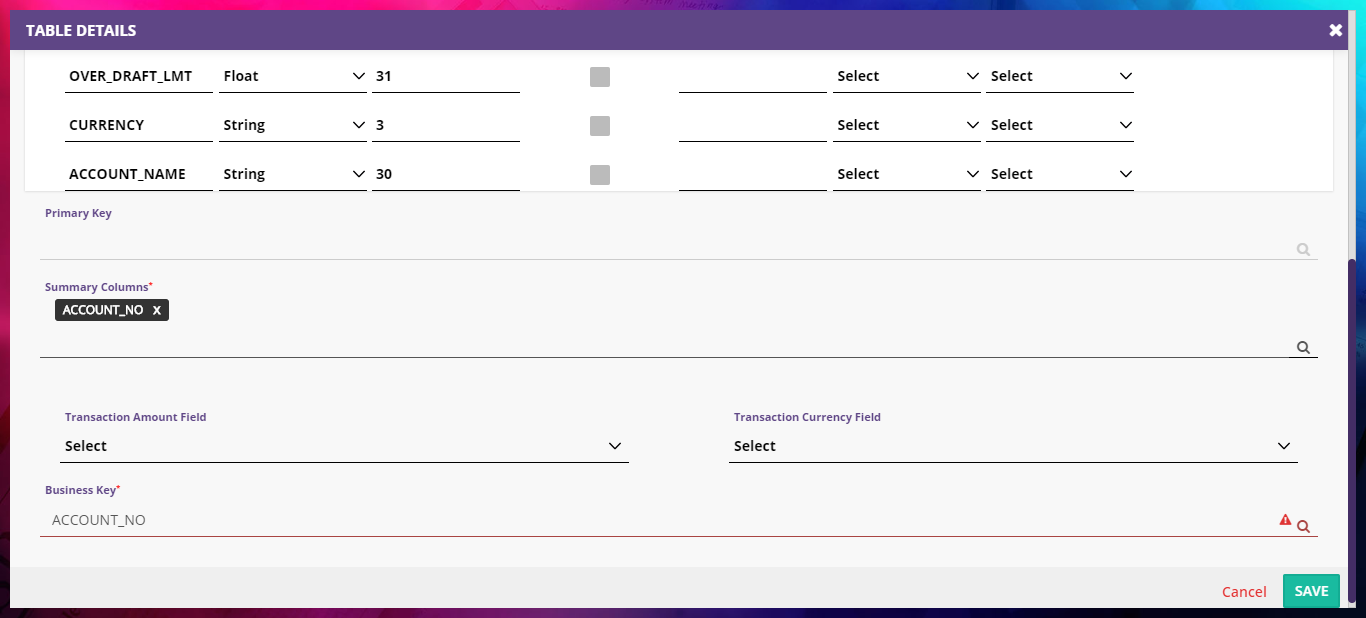 TABLE DETAILS
OVER_DRAFT_LMT Float 31 Select Select
CURRENCY String 3 Select Select
ACCOUNT_NAME String 30 Select Select
Primary Key
Summary Columns*
ACCOUNT_NO X
Transaction Amount Field Transaction Currency Field
Select Select
Business Key*
ACCOUNT_NO
Cancel SAVE